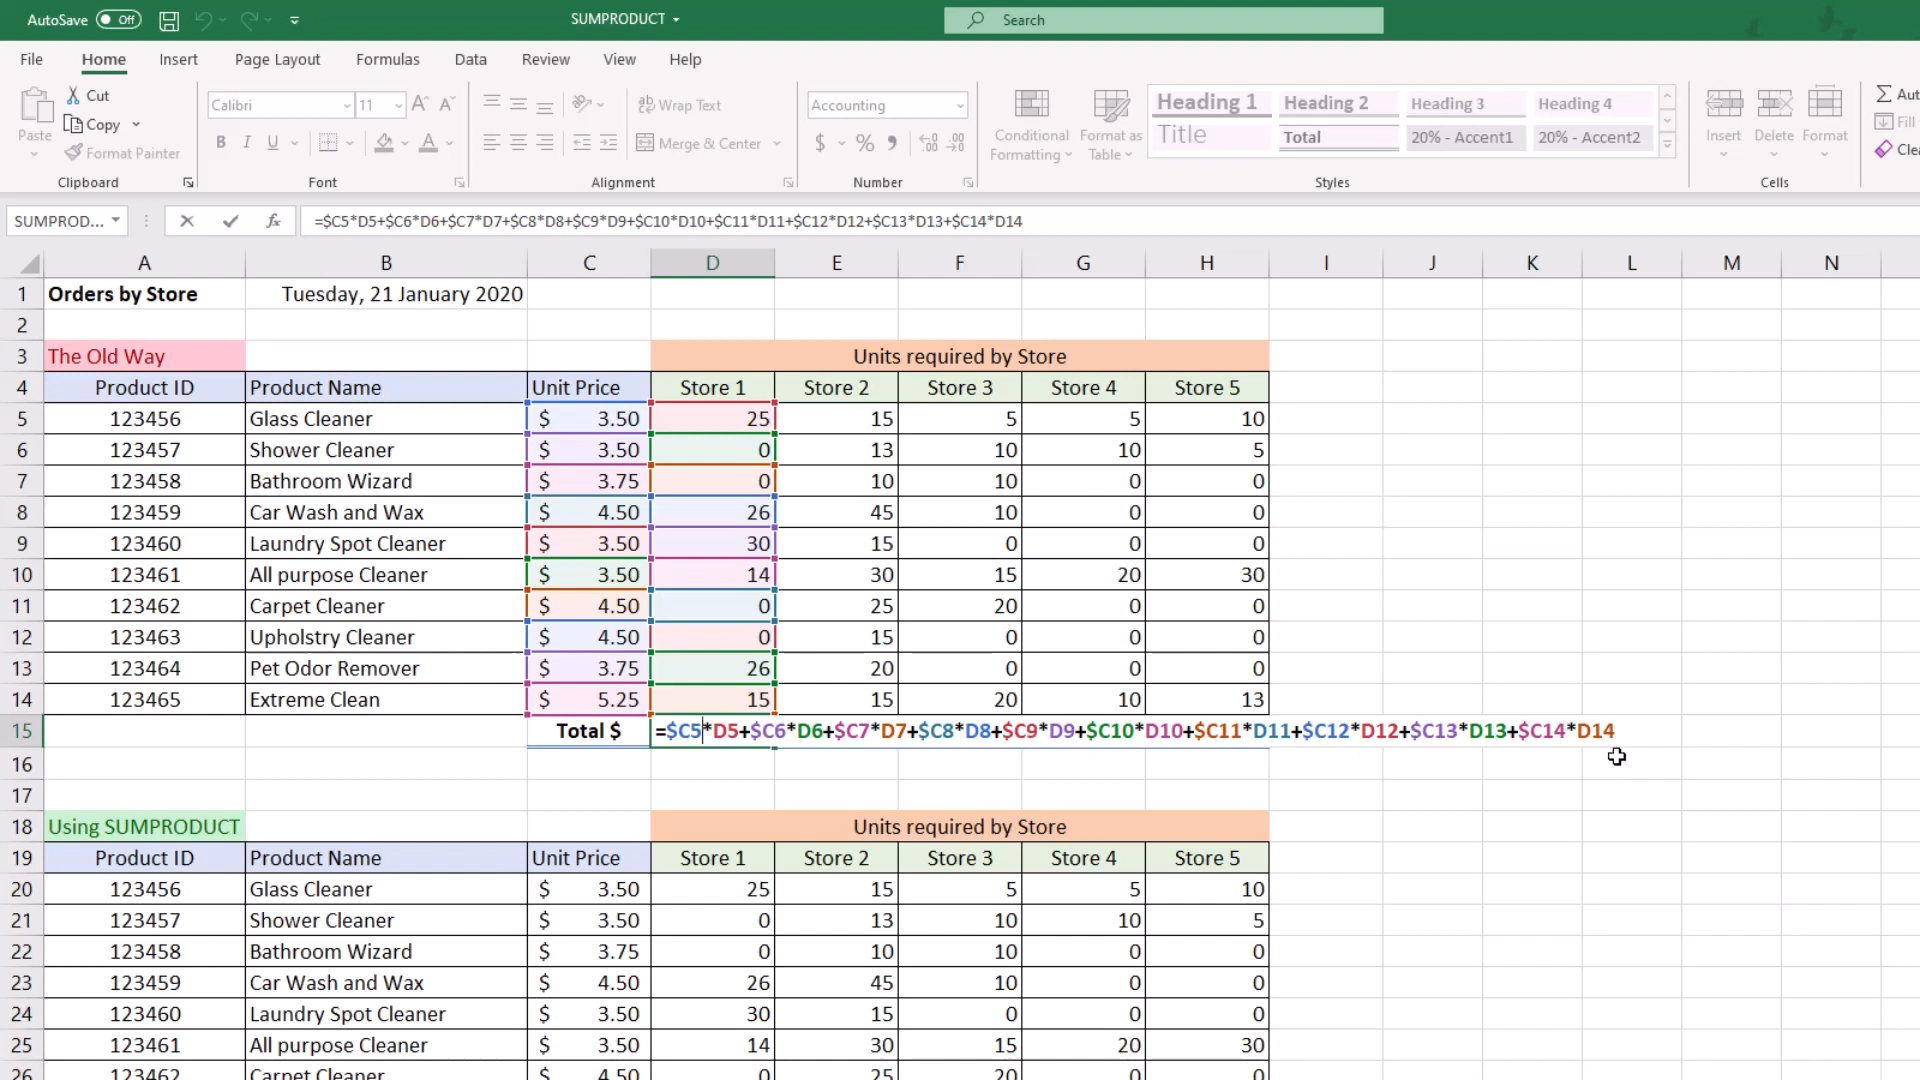 AutoSave Off SUMPRODUCT Search
File Home Insert Page Layout Formulas Data Review View Help
Paste Cut Copy Format Painter Clipboard
Calibri 11 A A B I U A Font
Wrap Text Merge & Center Alignment
Accounting $ % Number
Conditional Formatting Format as Table
Heading 1 Heading 2 Heading 3 Heading 4
Title Total 20% - Accent1 20% - Accent2
Styles
Insert Delete Format Cells
Σ Aut
Fill
Clea
SUMPROD... fx =$C5*D5+$C6*D6+$C7*D7+$C8*D8+$C9*D9+$C10*D10+$C11*D11+$C12*D12+$C13*D13+$C14*D14
A B C D E F G H I J K L M N
1 Orders by Store Tuesday, 21 January 2020
2
3 The Old Way Units required by Store
4 Product ID Product Name Unit Price Store 1 Store 2 Store 3 Store 4 Store 5
5 123456 Glass Cleaner $ 3.50 25 15 5 5 10
6 123457 Shower Cleaner $ 3.50 0 13 10 10 5
7 123458 Bathroom Wizard $ 3.75 0 10 10 0 0
8 123459 Car Wash and Wax $ 4.50 26 45 10 0 0
9 123460 Laundry Spot Cleaner $ 3.50 30 15 0 0 0
10 123461 All purpose Cleaner $ 3.50 14 30 15 20 30
11 123462 Carpet Cleaner $ 4.50 0 25 20 0 0
12 123463 Upholstry Cleaner $ 4.50 0 15 0 0 0
13 123464 Pet Odor Remover $ 3.75 26 20 0 0 0
14 123465 Extreme Clean $ 5.25 15 15 20 10 13
15 Total $ =$C5*D5+$C6*D6+$C7*D7+$C8*D8+$C9*D9+$C10*D10+$C11*D11+$C12*D12+$C13*D13+$C14*D14
16
17
18 Using SUMPRODUCT Units required by Store
19 Product ID Product Name Unit Price Store 1 Store 2 Store 3 Store 4 Store 5
20 123456 Glass Cleaner $ 3.50 25 15 5 5 10
21 123457 Shower Cleaner $ 3.50 0 13 10 10 5
22 123458 Bathroom Wizard $ 3.75 0 10 10 0 0
23 123459 Car Wash and Wax $ 4.50 26 45 10 0 0
24 123460 Laundry Spot Cleaner $ 3.50 30 15 0 0 0
25 123461 All purpose Cleaner $ 3.50 14 30 15 20 30
26 123462 Carpet Cleaner $ 4.50 0 25 20 0 0